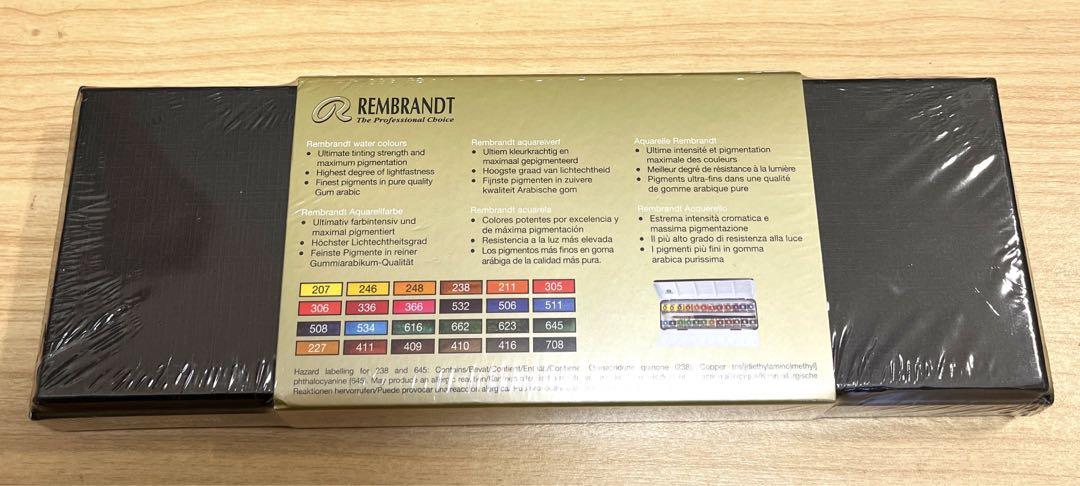 REMBRANDT
The Professional Choice
Rembrandt water colours
• Ultimate tinting strength and
maximum pigmentation
• Highest degree of lightfastness
• Finest pigments in pure quality
Gum arabic
Rembrandt aquarelverf
• Ultiem kleurkrachtig en
maximaal gepigmenteerd
• Hoogste graad van lichtechtheid
• Fijnste pigmenten in zuivere
kwaliteit Arabische gom
Aquarelle Rembrandt
• Ultime intensité et pigmentation
maximale des couleurs
• Meilleur degré de résistance à la lumière
• Pigments ultra-fins dans une qualité
de gomme arabique pure
Rembrandt Aquarellfarbe
• Ultimativ farbintensiv und
maximal pigmentiert
• Höchster Lichtechtheitsgrad
• Feinste Pigmente in reiner
Gummiarabikum-Qualität
Rembrandt acuarela
• Colores potentes por excelencia y
de máxima pigmentación
• Resistencia a la luz más elevada
• Los pigmentos más finos en goma
arábiga de la calidad más pura.
Rembrandt Acquerello
• Estrema intensità cromatica e
massima pigmentazione
• Il più alto grado di resistenza alla luce
• I pigmenti più fini in gomma
arabica purissima
207 246 248 238 211 305
306 336 366 532 506 511
508 534 616 662 623 645
227 411 409 410 416 708
Hazard labelling for 238 and 645: Contains/Bevat/Contient/Enthält/Contiene quinone (238) Copper
phthalocyanine (645). May produce an allergic
Reaktionen hervorrufen/Puede provocar una reacción alérgica